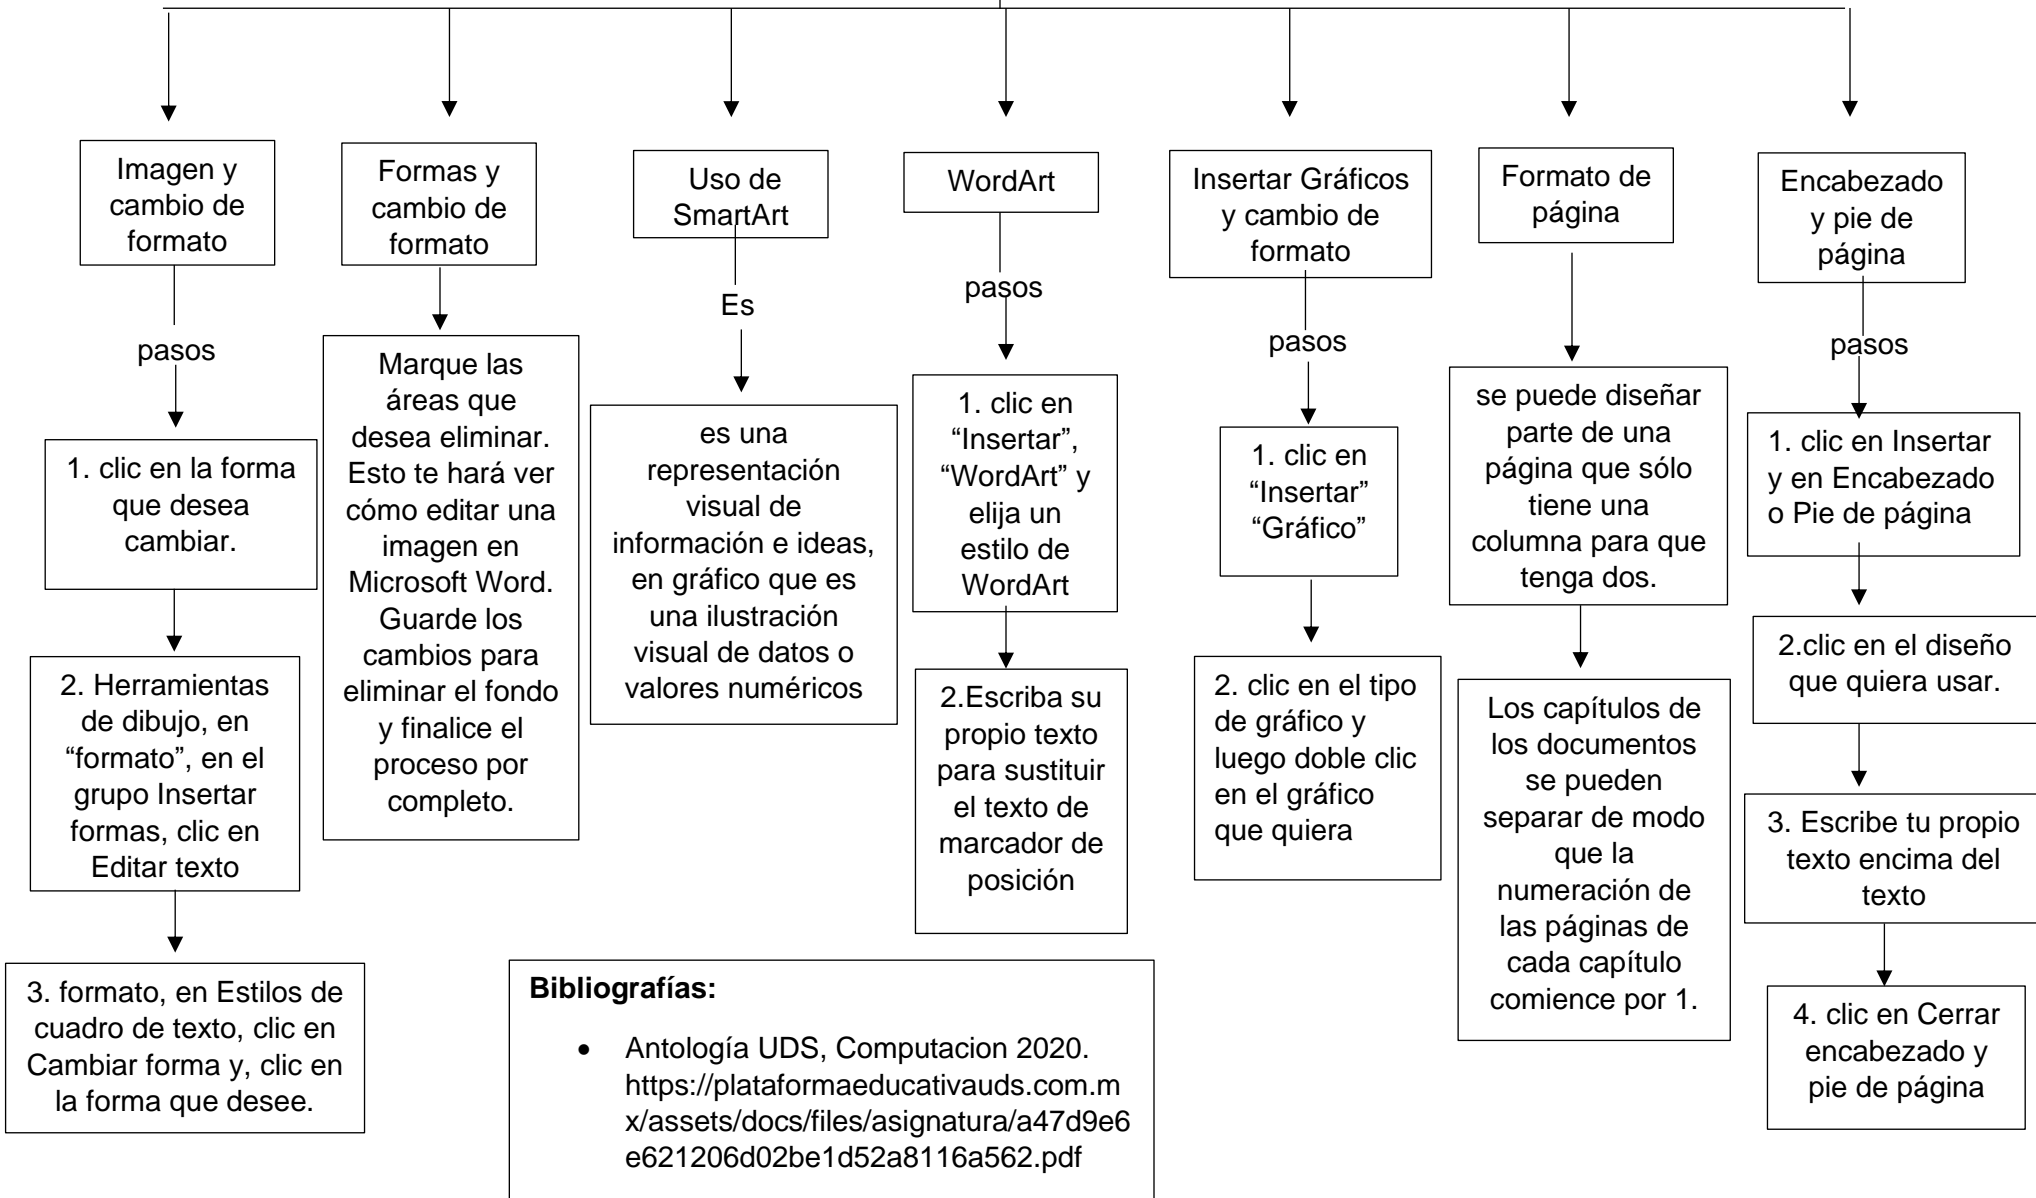 Imagen y
cambio de
formato
pasos
1. clic en la forma
que desea
cambiar.
2. Herramientas
de dibujo, en
“formato”, en el
grupo Insertar
formas, clic en
Editar texto
3. formato, en Estilos de
cuadro de texto, clic en
Cambiar forma y, clic en
la forma que desee.
Formas y
cambio de
formato
Marque las
áreas que
desea eliminar.
Esto te hará ver
cómo editar una
imagen en
Microsoft Word.
Guarde los
cambios para
eliminar el fondo
y finalice el
proceso por
completo.
Uso de
SmartArt
Es
es una
representación
visual de
información e ideas,
en gráfico que es
una ilustración
visual de datos o
valores numéricos
WordArt
pasos
1. clic en
“Insertar”,
“WordArt” y
elija un
estilo de
WordArt
2.Escriba su
propio texto
para sustituir
el texto de
marcador de
posición
Insertar Gráficos
y cambio de
formato
pasos
1. clic en
“Insertar”
“Gráfico”
2. clic en el tipo
de gráfico y
luego doble clic
en el gráfico
que quiera
Formato de
página
se puede diseñar
parte de una
página que sólo
tiene una
columna para que
tenga dos.
Los capítulos de
los documentos
se pueden
separar de modo
que la
numeración de
las páginas de
cada capítulo
comience por 1.
Encabezado
y pie de
página
pasos
1. clic en Insertar
y en Encabezado
o Pie de página
2.clic en el diseño
que quiera usar.
3. Escribe tu propio
texto encima del
texto
4. clic en Cerrar
encabezado y
pie de página
Bibliografías:
• Antología UDS, Computacion 2020.
https://plataformaeducativauds.com.m
x/assets/docs/files/asignatura/a47d9e6
e621206d02be1d52a8116a562.pdf